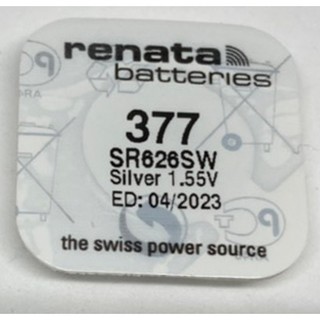 renata
batteries
377
SR626SW
Silver 1.55V
ED: 04/2023
the swiss power source